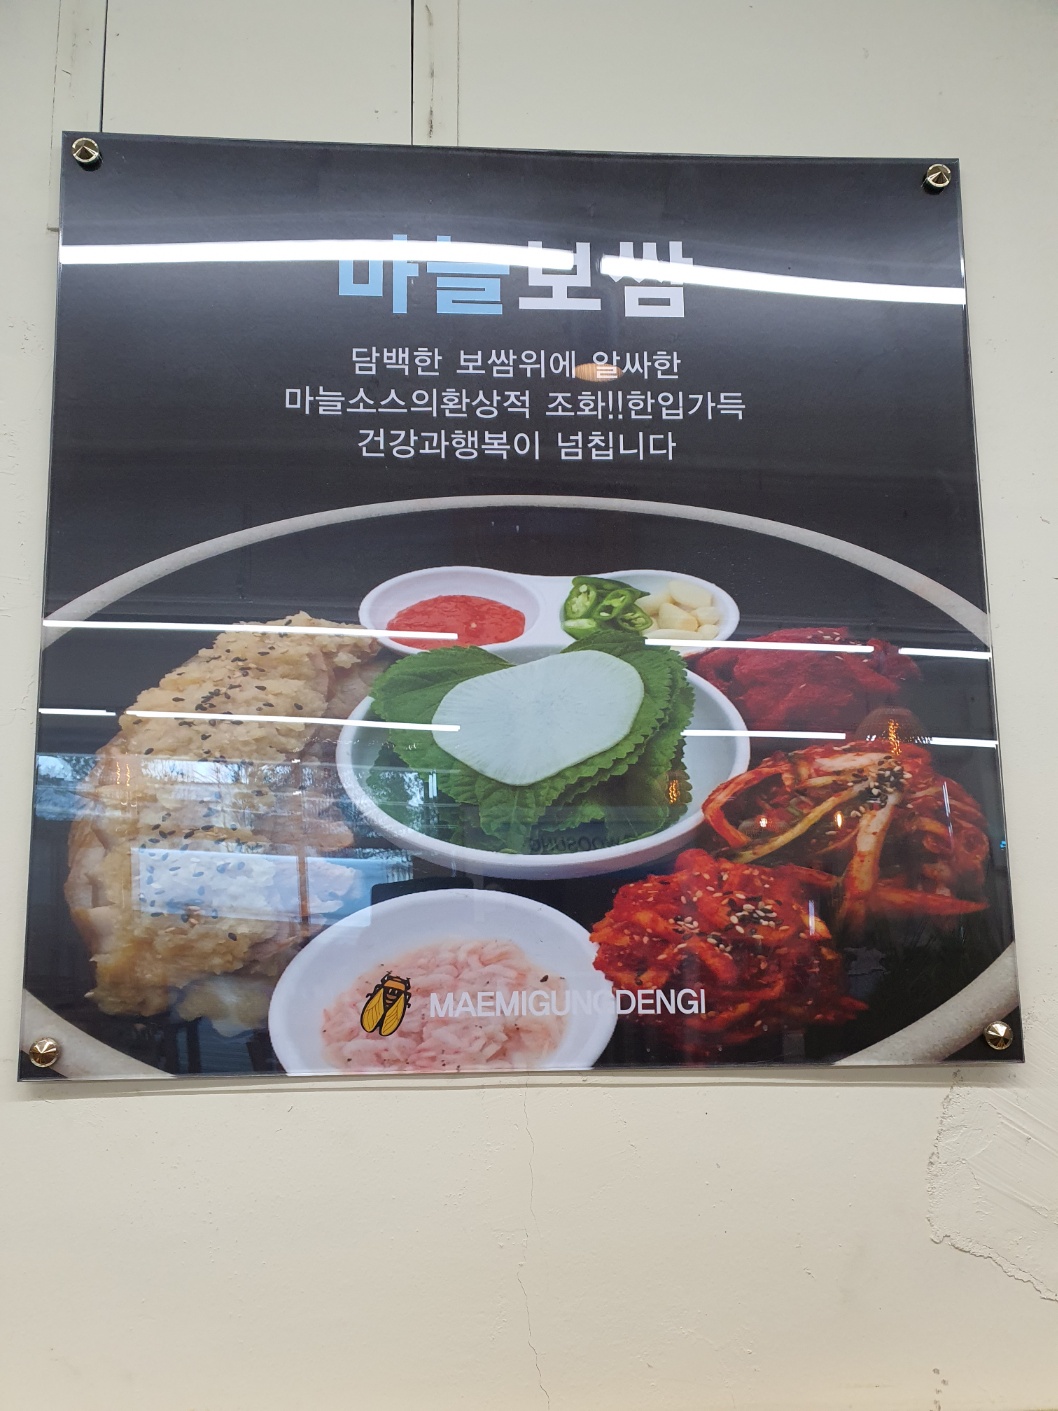 마늘보쌈
담백한 보쌈위에 알싸한
마늘소스의환상적 조화!!한입가득
건강과행복이 넘칩니다
MAEMIGUNGDENGI